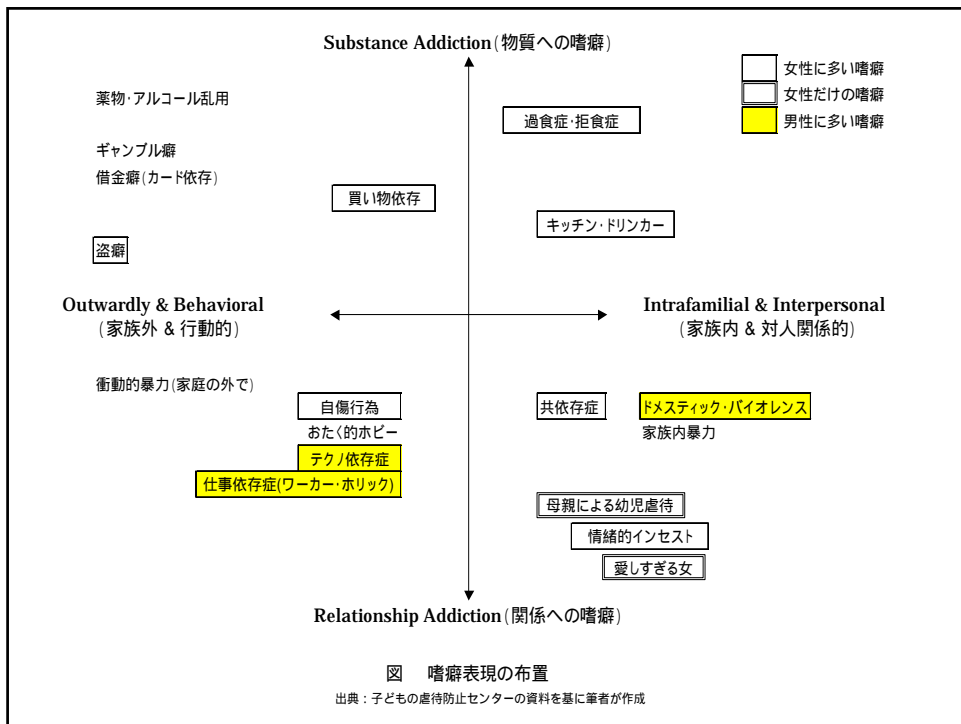 Substance Addiction(物質への嗜癖)
女性に多い嗜癖
女性だけの嗜癖
男性に多い嗜癖
薬物・アルコール乱用
過食症・拒食症
ギャンブル癖
借金癖(カード依存)
買い物依存
キッチン・ドリンカー
盗癖
Outwardly & Behavioral
(家族外 & 行動的)
Intrafamilial & Interpersonal
(家族内 & 対人関係的)
衝動的暴力(家庭の外で)
自傷行為
共依存症
ドメスティック・バイオレンス
おたく的ホビー
家族内暴力
テクノ依存症
仕事依存症(ワーカー・ホリック)
母親による幼児虐待
情緒的インセスト
愛しすぎる女
Relationship Addiction(関係への嗜癖)
図 嗜癖表現の布置
出典：子どもの虐待防止センターの資料を基に筆者が作成